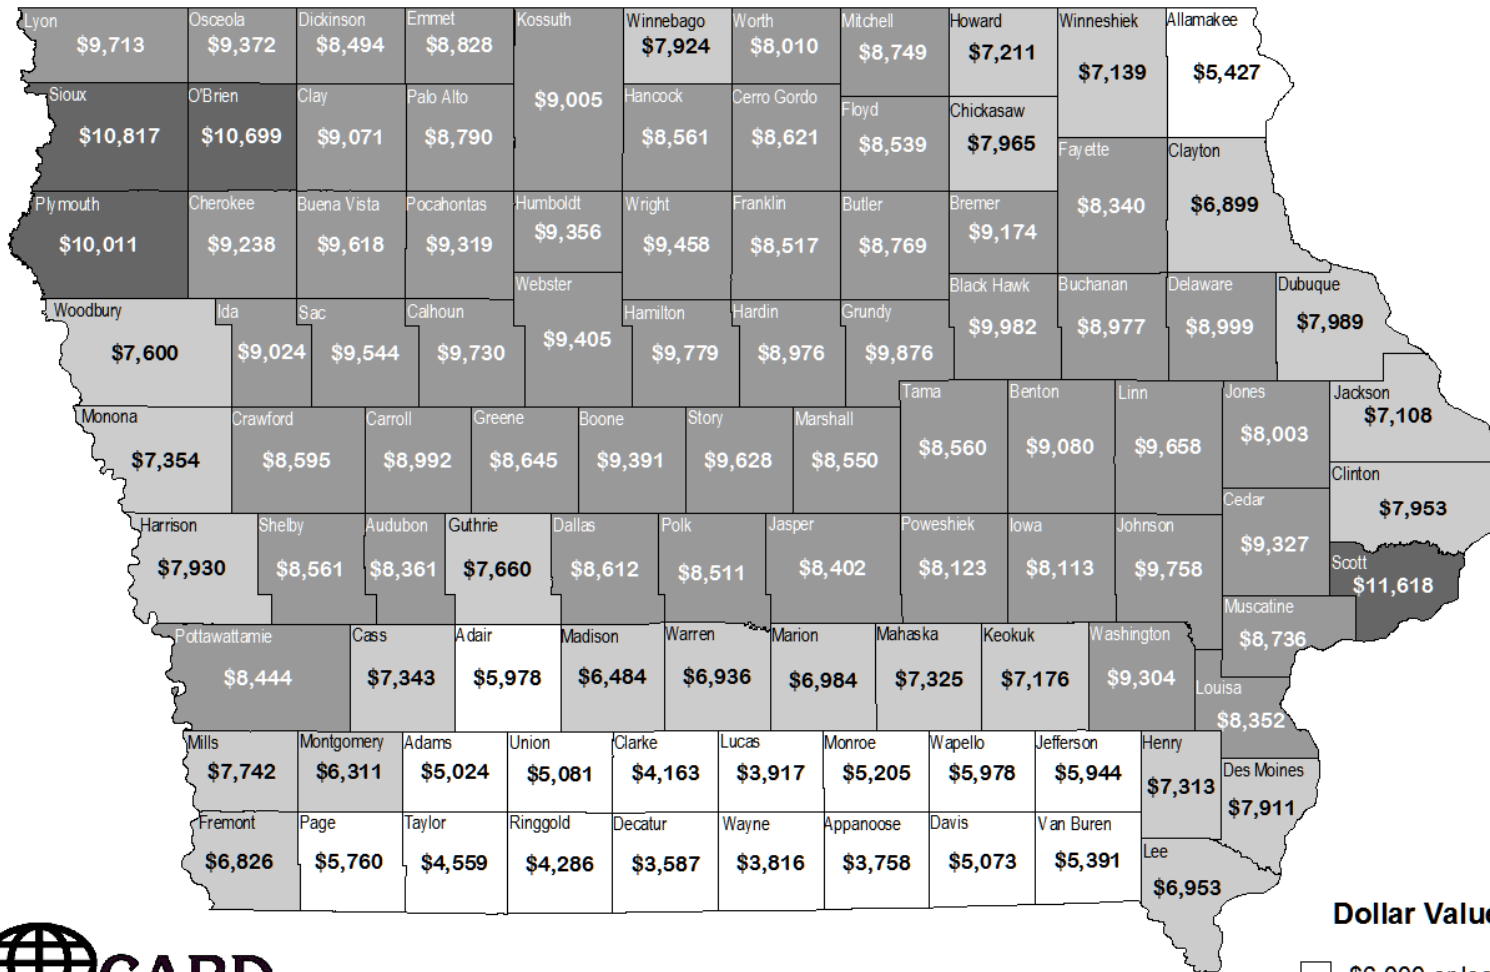 Lyon
$9,713
Osceola
$9,372
Dickinson
$8,494
Emmet
$8,828
Kossuth
$9,005
Winnebago
$7,924
Worth
$8,010
Mitchell
$8,749
Howard
$7,211
Winneshiek
$7,139
Allamakee
$5,427
Sioux
$10,817
O'Brien
$10,699
Clay
$9,071
Palo Alto
$8,790
Hancock
$8,561
Cerro Gordo
$8,621
Floyd
$8,539
Chickasaw
$7,965
Fayette
$8,340
Clayton
$6,899
Plymouth
$10,011
Cherokee
$9,238
Buena Vista
$9,618
Pocahontas
$9,319
Humboldt
$9,356
Wright
$9,458
Franklin
$8,517
Butler
$8,769
Bremer
$9,174
Woodbury
$7,600
Ida
$9,024
Sac
$9,544
Calhoun
$9,730
Webster
$9,405
Hamilton
$9,779
Hardin
$8,976
Grundy
$9,876
Black Hawk
$9,982
Buchanan
$8,977
Delaware
$8,999
Dubuque
$7,989
Monona
$7,354
Crawford
$8,595
Carroll
$8,992
Greene
$8,645
Boone
$9,391
Story
$9,628
Marshall
$8,550
Tama
$8,560
Benton
$9,080
Linn
$9,658
Jones
$8,003
Jackson
$7,108
Clinton
$7,953
Harrison
$7,930
Shelby
$8,561
Audubon
$8,361
Guthrie
$7,660
Dallas
$8,612
Polk
$8,511
Jasper
$8,402
Poweshiek
$8,123
Iowa
$8,113
Johnson
$9,758
Cedar
$9,327
Scott
$11,618
Muscatine
$8,736
Pottawattamie
$8,444
Cass
$7,343
Adair
$5,978
Madison
$6,484
Warren
$6,936
Marion
$6,984
Mahaska
$7,325
Keokuk
$7,176
Washington
$9,304
Louisa
$8,352
Mills
$7,742
Montgomery
$6,311
Adams
$5,024
Union
$5,081
Clarke
$4,163
Lucas
$3,917
Monroe
$5,205
Wapello
$5,978
Jefferson
$5,944
Henry
$7,313
Des Moines
$7,911
Fremont
$6,826
Page
$5,760
Taylor
$4,559
Ringgold
$4,286
Decatur
$3,587
Wayne
$3,816
Appanoose
$3,758
Davis
$5,073
Van Buren
$5,391
Lee
$6,953
Dollar Value
CARD